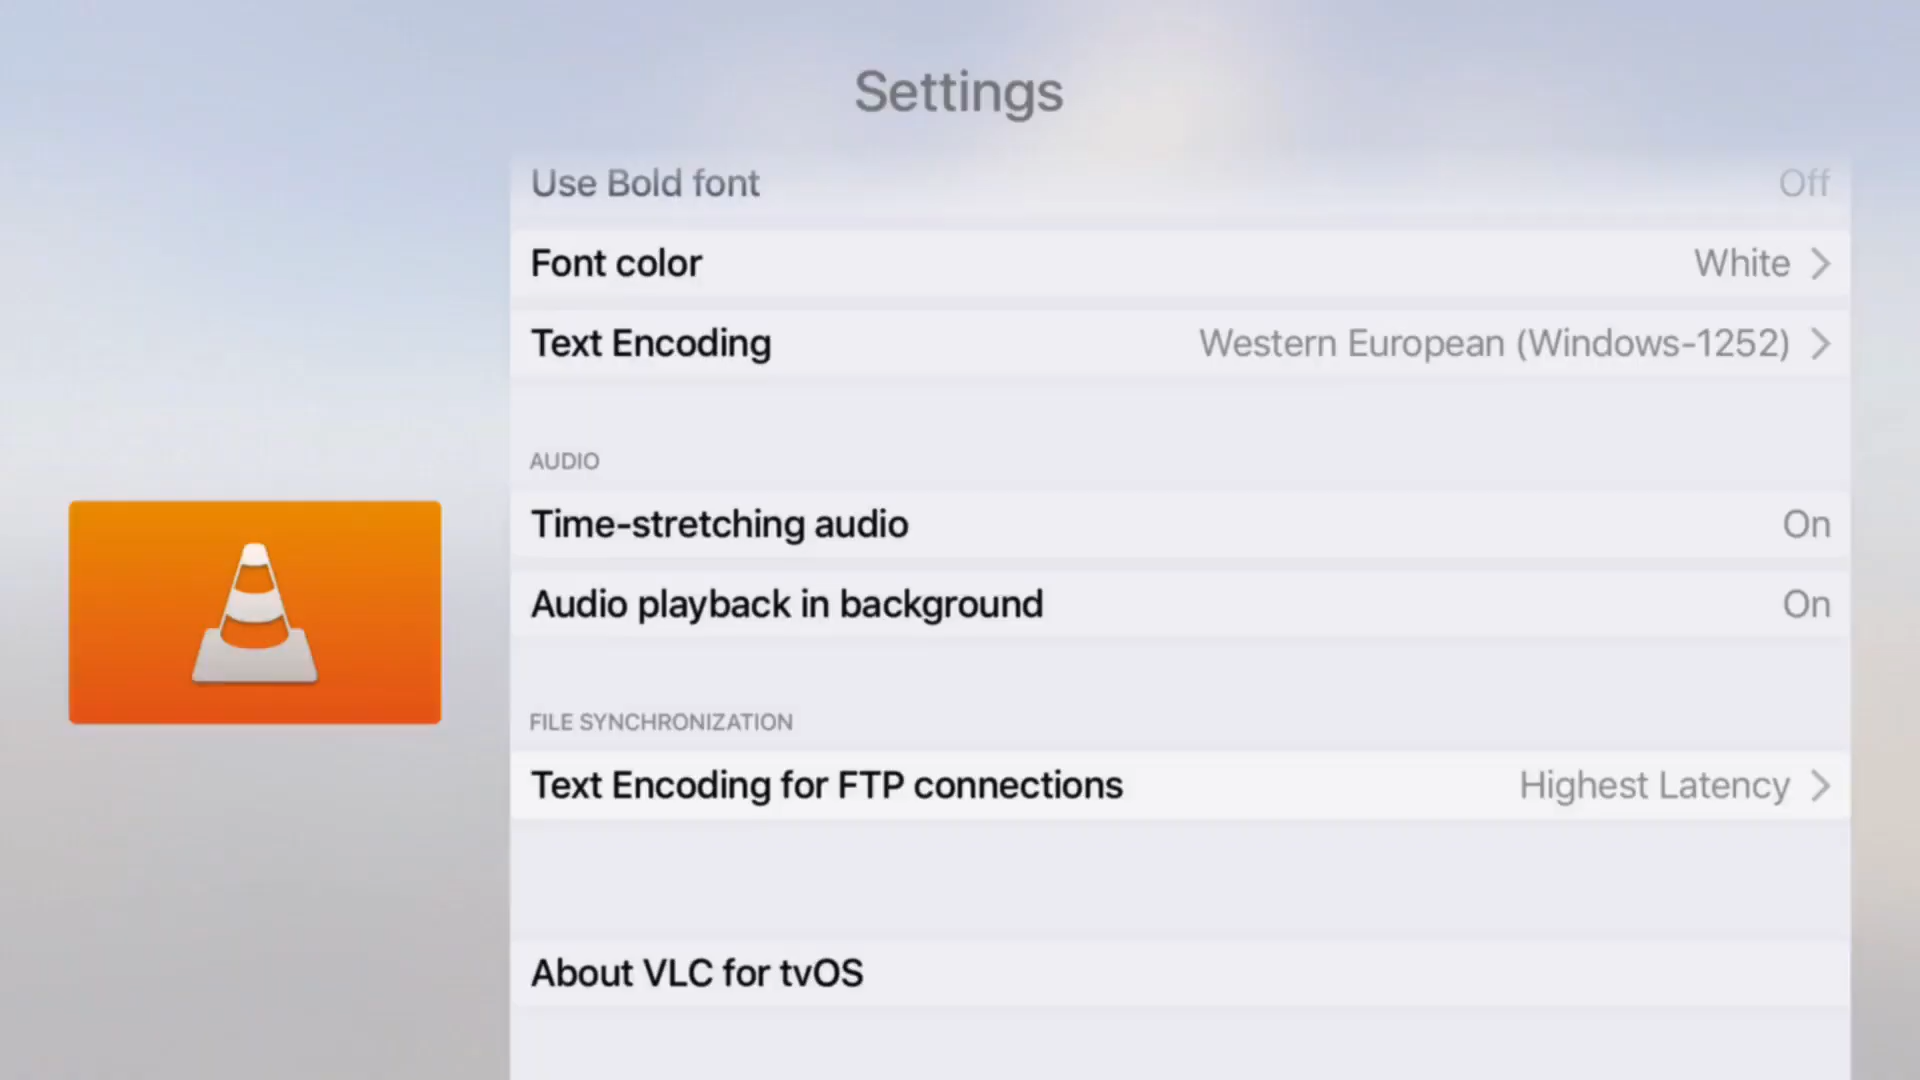 Settings
Use Bold font Off
Font color White
Text Encoding Western European (Windows-1252)
AUDIO
Time-stretching audio On
Audio playback in background On
FILE SYNCHRONIZATION
Text Encoding for FTP connections Highest Latency
About VLC for tvOS